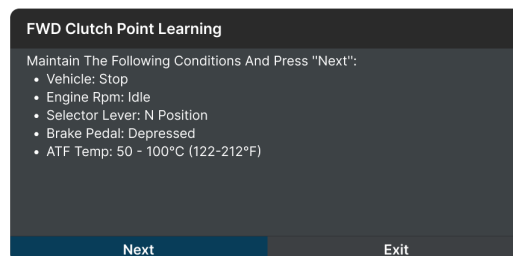 FWD Clutch Point Learning
Maintain The Following Conditions And Press "Next":
• Vehicle: Stop
• Engine Rpm: Idle
• Selector Lever: N Position
• Brake Pedal: Depressed
• ATF Temp: 50 - 100°C (122-212°F)
Next
Exit